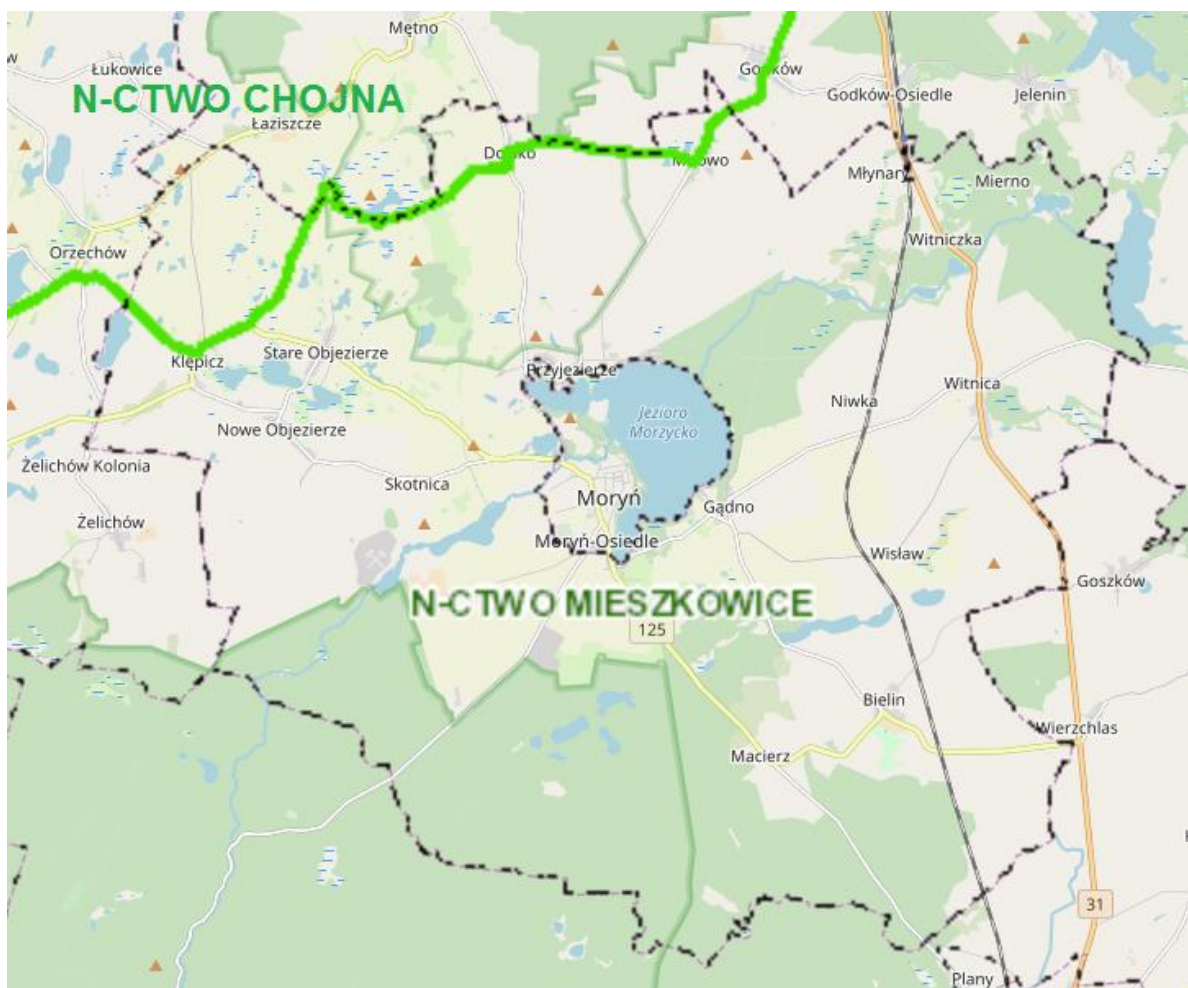 Mętno
Łukowice
N-CTWO CHOJNA
Łaziszcze
Godków-Osiedle
Jelenin
Młynary
Mierno
Orzechów
Witniczka
Klępicz
Stare Objezierze
Przyjezierze
Jezioro
Morzycko
Niwka
Witnica
Nowe Objezierze
Żelichów Kolonia
Skotnica
Moryń
Gądno
Żelichów
Moryń-Osiedle
Wisław
Goszków
N-CTWO MIESZKOWICE
125
Bielin
Wierzchlas
Macierz
31
Plany